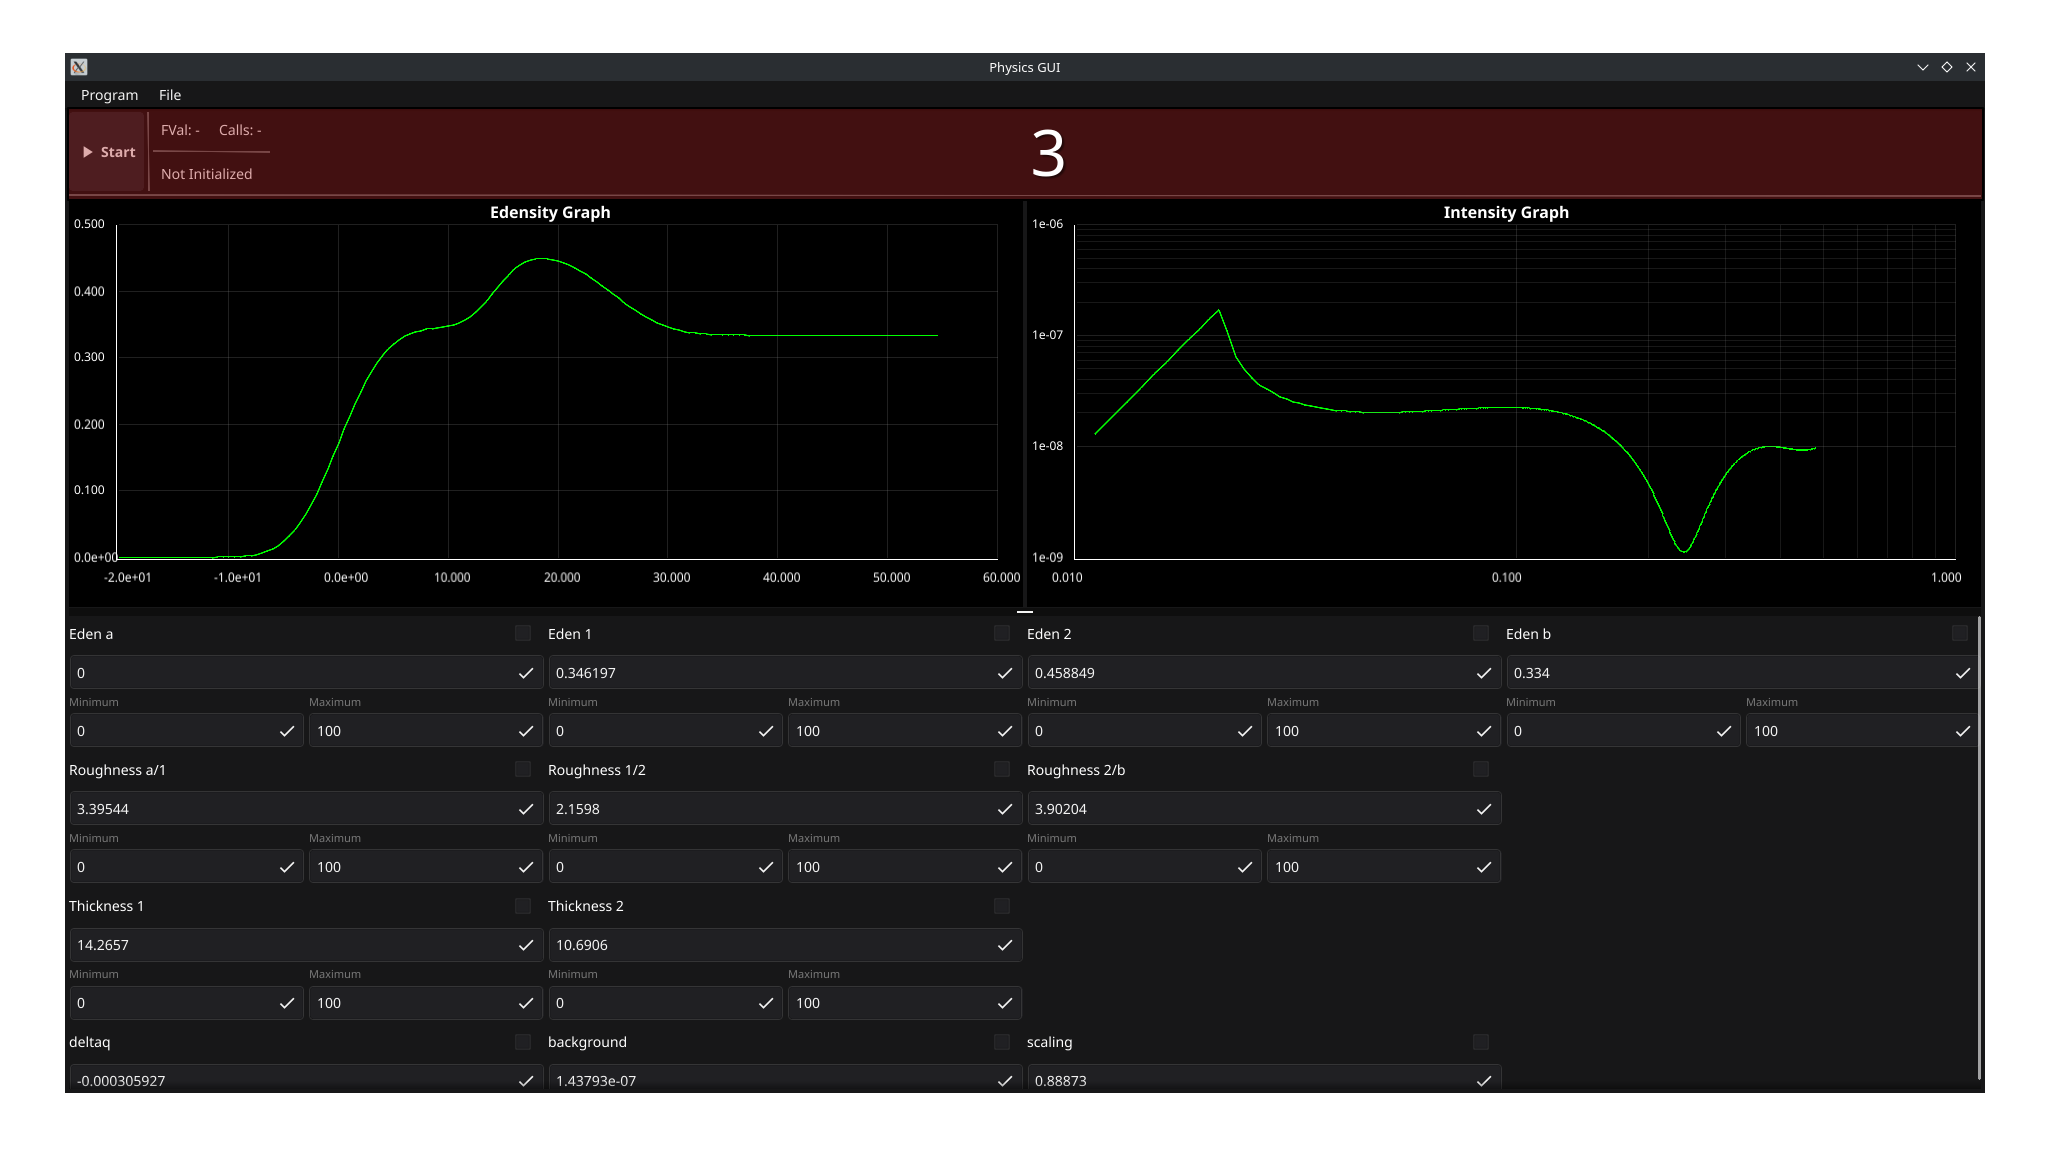 Physics GUI
Program File
FVal: - Calls: -
Start
3
Not Initialized
Edensity Graph
0.500
0.400
0.300
0.200
0.100
0.0e+00
-2.0e+01 -1.0e+01 0.0e+00 10.000 20.000 30.000 40.000 50.000 60.000
Intensity Graph
1e-06
1e-07
1e-08
1e-09
0.010 0.100 1.000
Eden a Eden 1 Eden 2 Eden b
0 0.346197 0.458849 0.334
Minimum Maximum Minimum Maximum Minimum Maximum Minimum Maximum
0 100 0 100 0 100 0 100
Roughness a/1 Roughness 1/2 Roughness 2/b
3.39544 2.1598 3.90204
Minimum Maximum Minimum Maximum Minimum Maximum
0 100 0 100 0 100
Thickness 1 Thickness 2
14.2657 10.6906
Minimum Maximum Minimum Maximum
0 100 0 100
deltaq background scaling
-0.000305927 1.43793e-07 0.88873